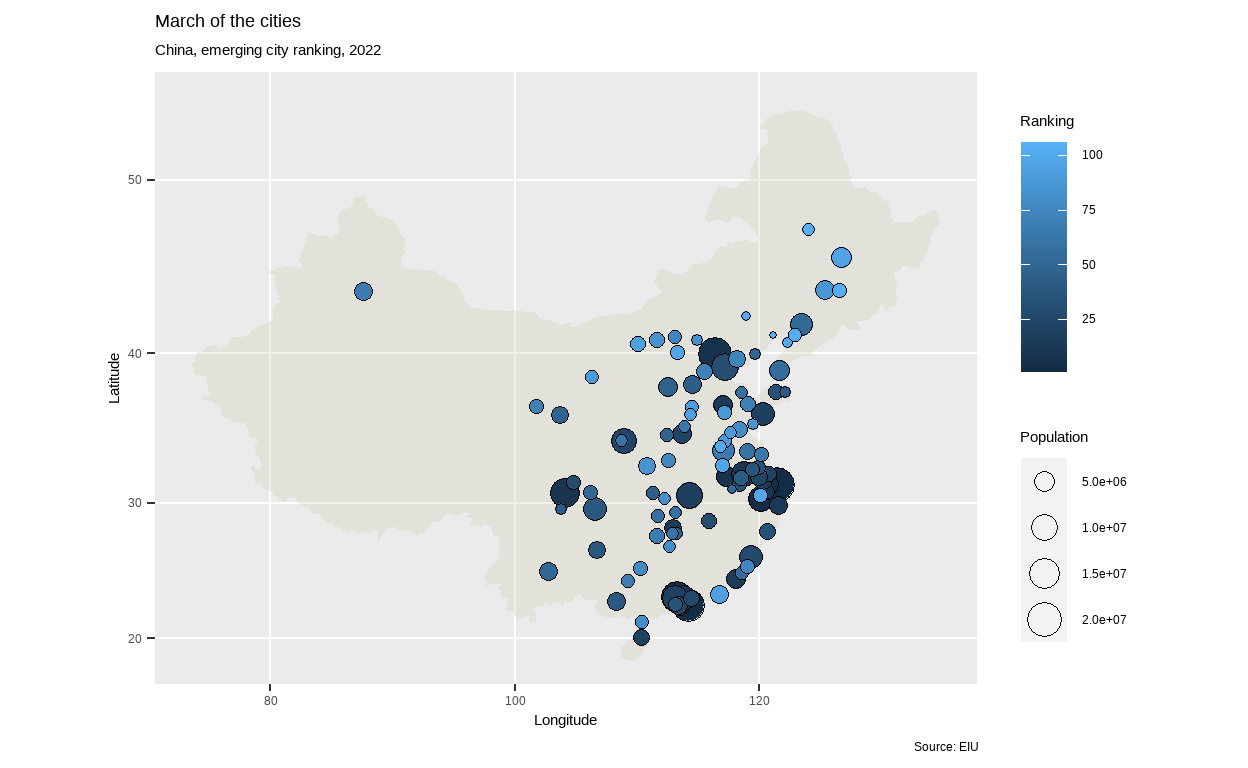 March of the cities
China, emerging city ranking, 2022
50
40
30
20
Latitude
80
100
120
Longitude
Ranking
100
75
50
25
Population
5.0e+06
1.0e+07
1.5e+07
2.0e+07
Source: EIU